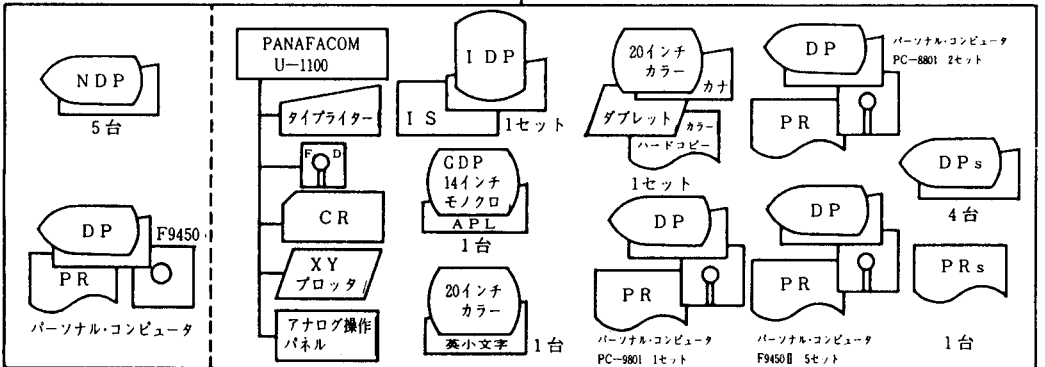 NDP
5台
DP
F9450
PR
パーソナル・コンピュータ
PANAFACOM
U-1100
タイプライター
F D
CR
XY
プロッタ
アナログ操作
パネル
IDP
IS
1セット
GDP
14インチ
モノクロ
APL
1台
20インチ
カラー
英小文字
1台
20インチ
カラー
カナ
ダブレット
カラー
ハードコピー
1セット
DP
PR
パーソナル・コンピュータ
PC-9801 1セット
DP
パーソナル・コンピュータ
PC-8801 2セット
PR
DP
PR
パーソナル・コンピュータ
F9450Ⅱ 5セット
DPs
4台
PRs
1台